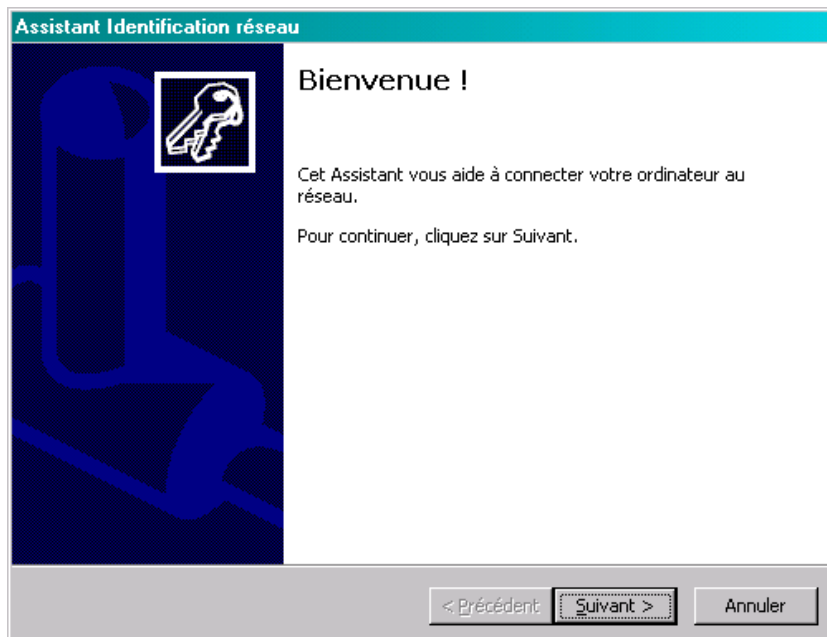 Assistant Identification réseau
Bienvenue !
Cet Assistant vous aide à connecter votre ordinateur au
réseau.
Pour continuer, cliquez sur Suivant.
< Précédent Suivant > Annuler